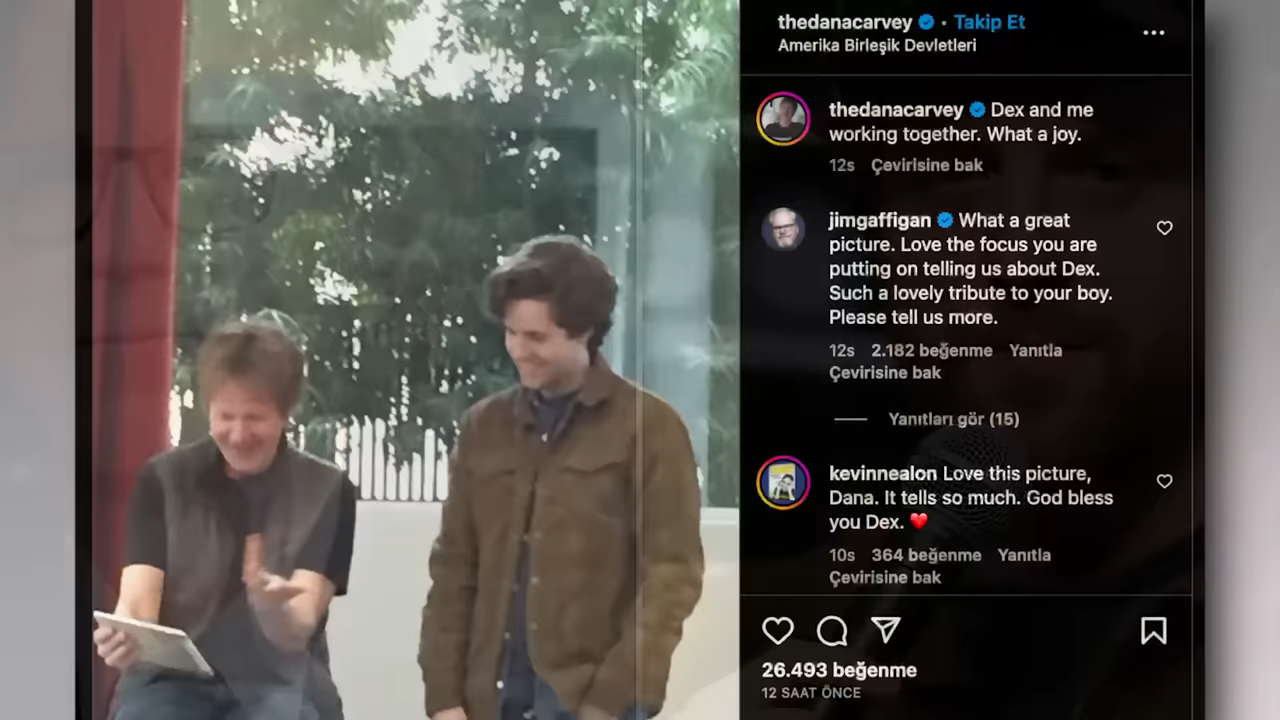 thedanacarvey • Takip Et
Amerika Birleşik Devletleri
thedanacarvey Dex and me
working together. What a joy.
12s Çevirisine bak
jimgaffigan What a great
picture. Love the focus you are
putting on telling us about Dex.
Such a lovely tribute to your boy.
Please tell us more.
12s 2.182 beğenme Yanıtla
Çevirisine bak
Yanıtları gör (15)
kevinnealon Love this picture,
Dana. It tells so much. God bless
you Dex. ❤️
10s 364 beğenme Yanıtla
Çevirisine bak
26.493 beğenme
12 SAAT ÖNCE